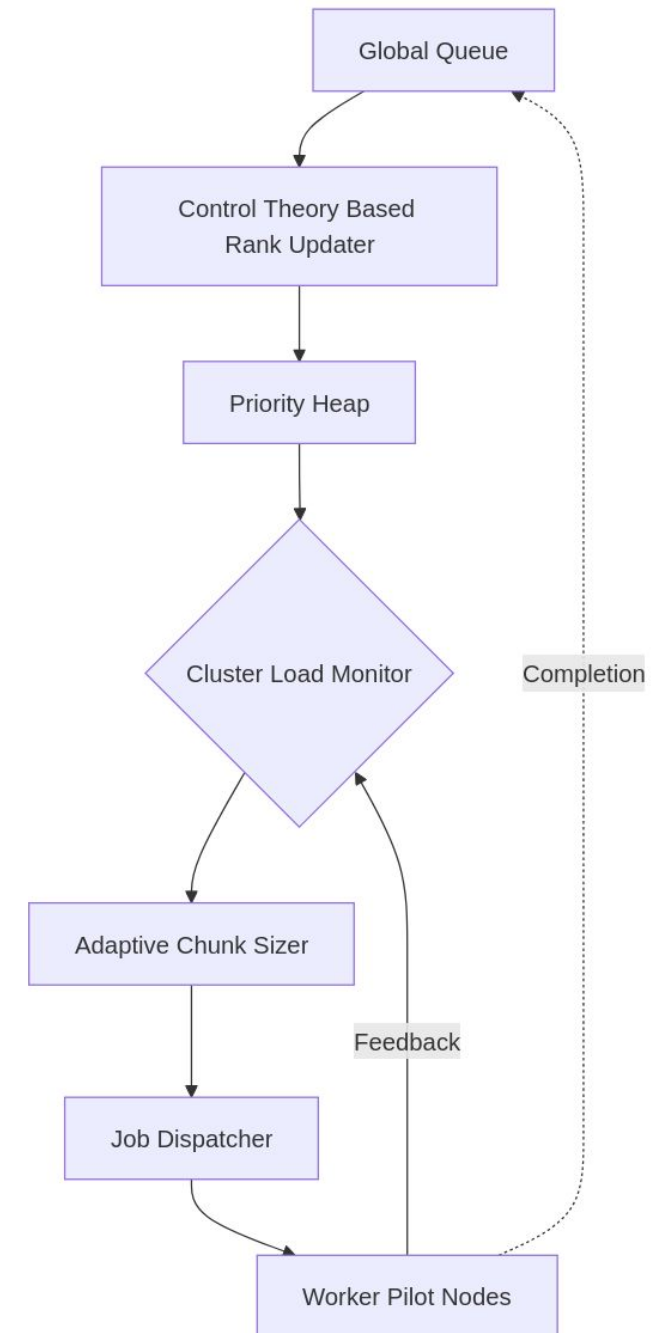 Global Queue
Control Theory Based
Rank Updater
Priority Heap
Cluster Load Monitor
Completion
Adaptive Chunk Sizer
Feedback
Job Dispatcher
Worker Pilot Nodes